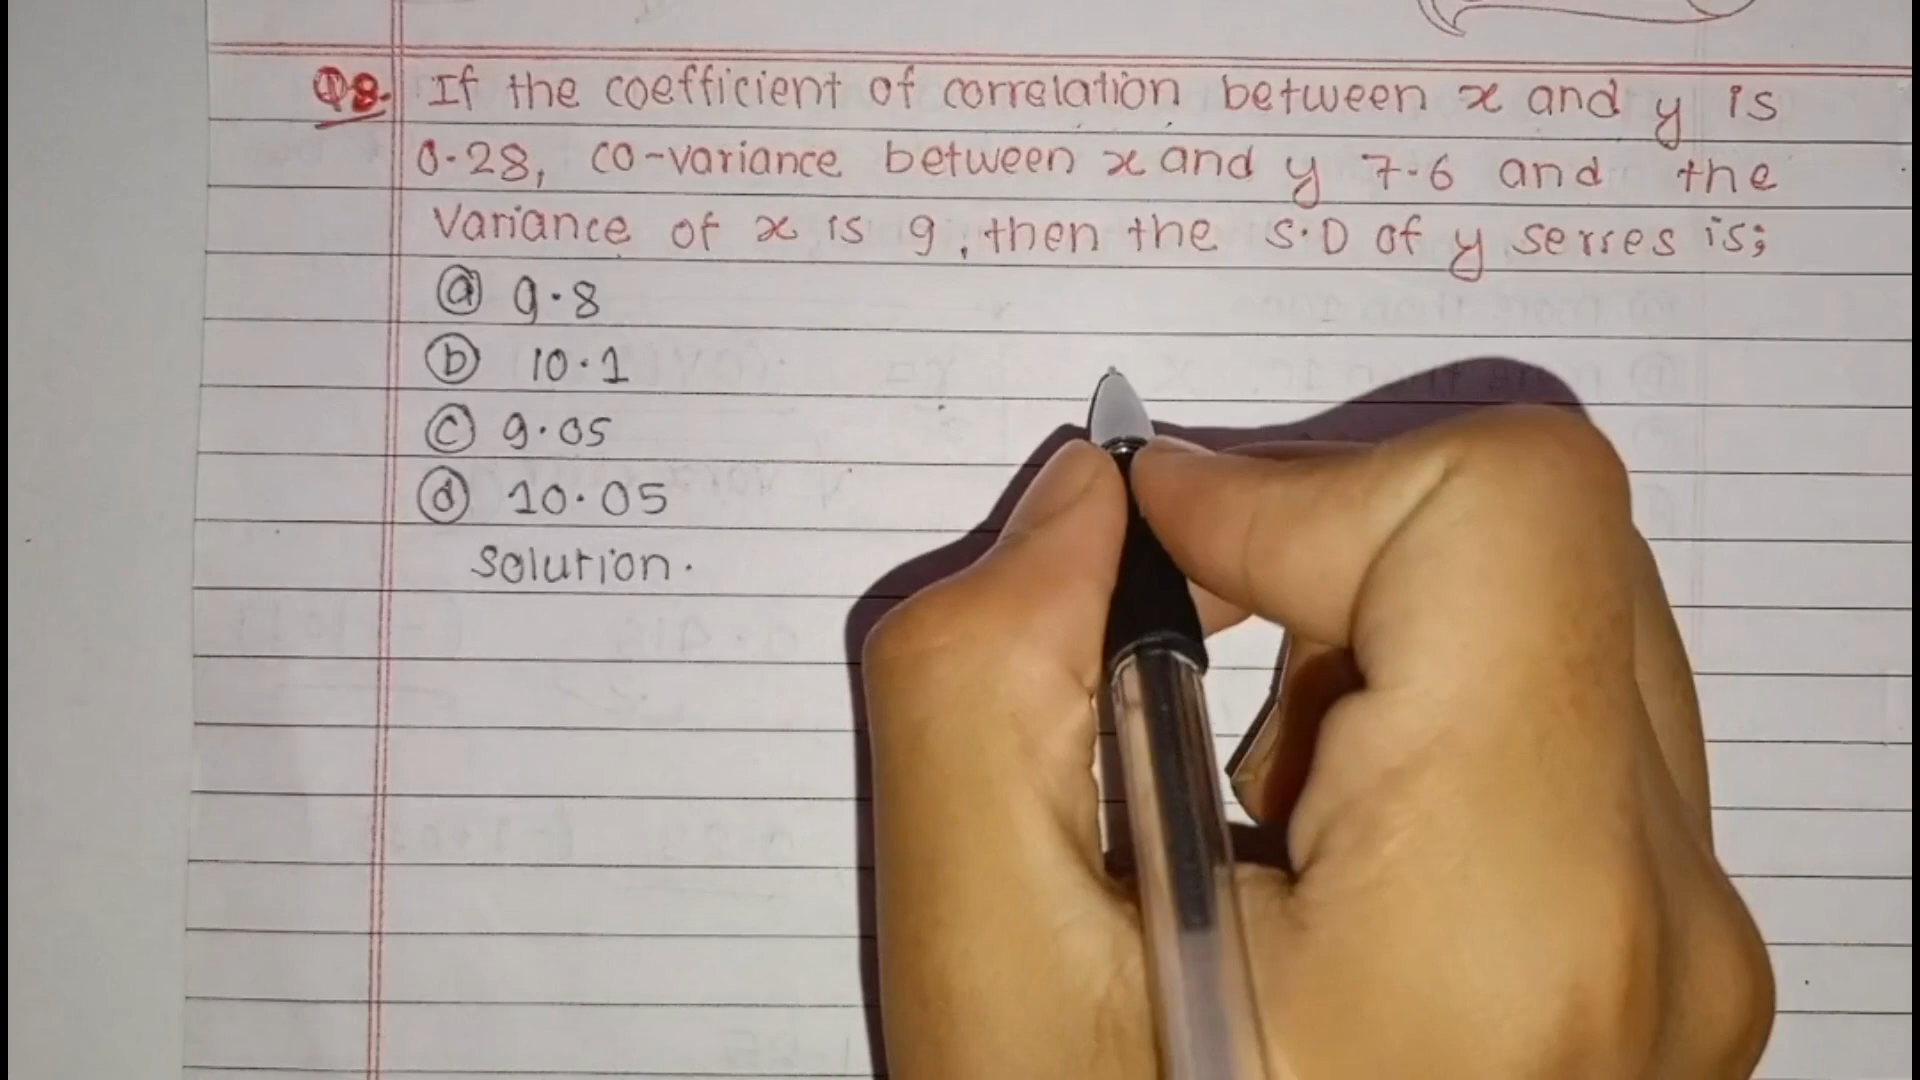 Q8. If the coefficient of correlation between x and y is
0.28, co-variance between x and y 7.6 and the
variance of x is 9, then the S.D of y serres is;
(a) 9.8
(b) 10.1
(c) 9.05
(d) 10.05
Solution.